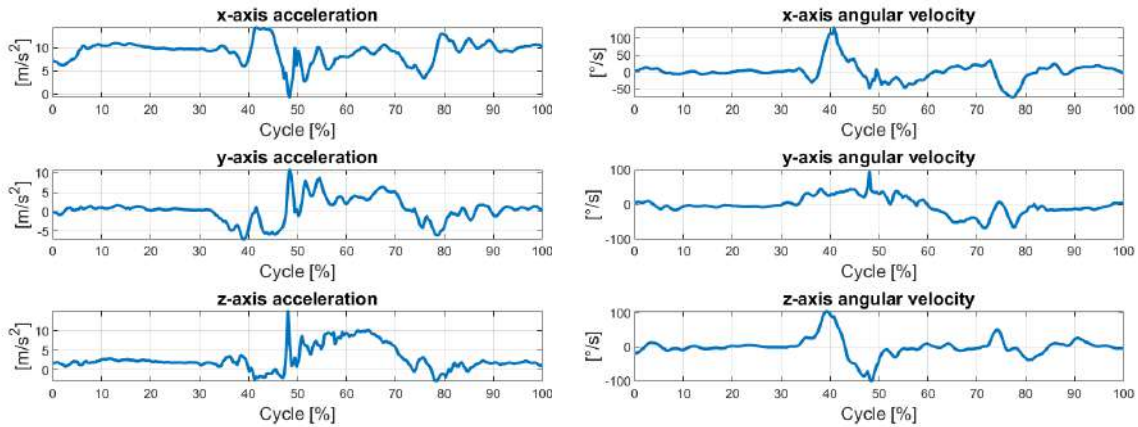 x-axis acceleration
[m/s²]
10
5
0
0 10 20 30 40 50 60 70 80 90 100
Cycle [%]
y-axis acceleration
[m/s²]
10
5
0
-5
0 10 20 30 40 50 60 70 80 90 100
Cycle [%]
z-axis acceleration
[m/s²]
10
5
0
0 10 20 30 40 50 60 70 80 90 100
Cycle [%]
x-axis angular velocity
[°/s]
100
50
0
-50
0 10 20 30 40 50 60 70 80 90 100
Cycle [%]
y-axis angular velocity
[°/s]
100
0
-100
0 10 20 30 40 50 60 70 80 90 100
Cycle [%]
z-axis angular velocity
[°/s]
100
0
-100
0 10 20 30 40 50 60 70 80 90 100
Cycle [%]